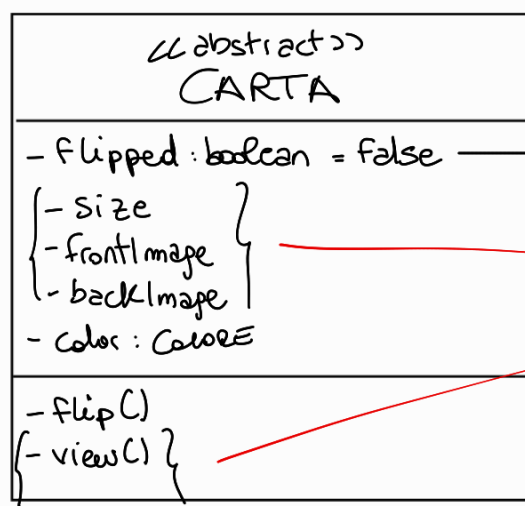 <<abstract>>
CARTA
- flipped : boolean = false
- size
- frontImage
- backImage
- color : COLORE
- flip()
- view()